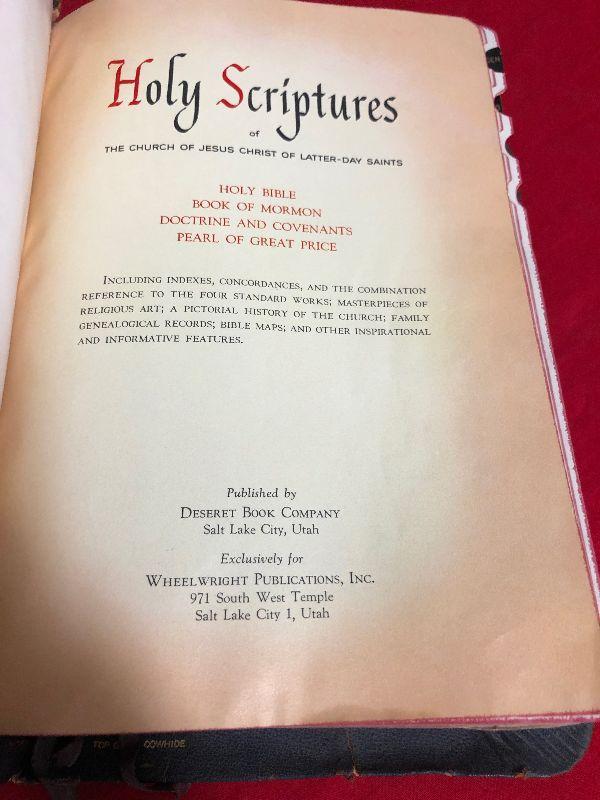 Holy Scriptures
of
THE CHURCH OF JESUS CHRIST OF LATTER-DAY SAINTS
HOLY BIBLE
BOOK OF MORMON
DOCTRINE AND COVENANTS
PEARL OF GREAT PRICE
INCLUDING INDEXES, CONCORDANCES, AND THE COMBINATION
REFERENCE TO THE FOUR STANDARD WORKS; MASTERPIECES OF
RELIGIOUS ART; A PICTORIAL HISTORY OF THE CHURCH; FAMILY
GENEALOGICAL RECORDS; BIBLE MAPS; AND OTHER INSPIRATIONAL
AND INFORMATIVE FEATURES.
Published by
DESERET BOOK COMPANY
Salt Lake City, Utah
Exclusively for
WHEELWRIGHT PUBLICATIONS, INC.
971 South West Temple
Salt Lake City 1, Utah
TOP COWHIDE